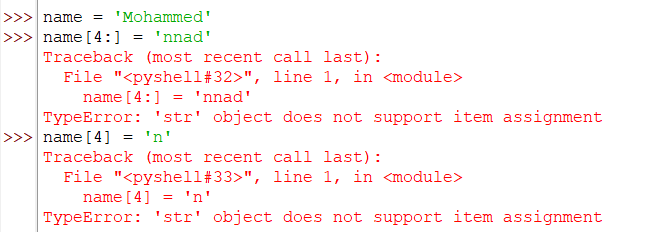 >>> name = 'Mohammed'
>>> name[4:] = 'nnad'
Traceback (most recent call last):
  File "<pyshell#32>", line 1, in <module>
    name[4:] = 'nnad'
TypeError: 'str' object does not support item assignment
>>> name[4] = 'n'
Traceback (most recent call last):
  File "<pyshell#33>", line 1, in <module>
    name[4] = 'n'
TypeError: 'str' object does not support item assignment